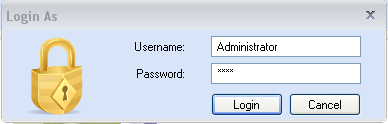 Login As
Username: Administrator
Password: ****
Login Cancel